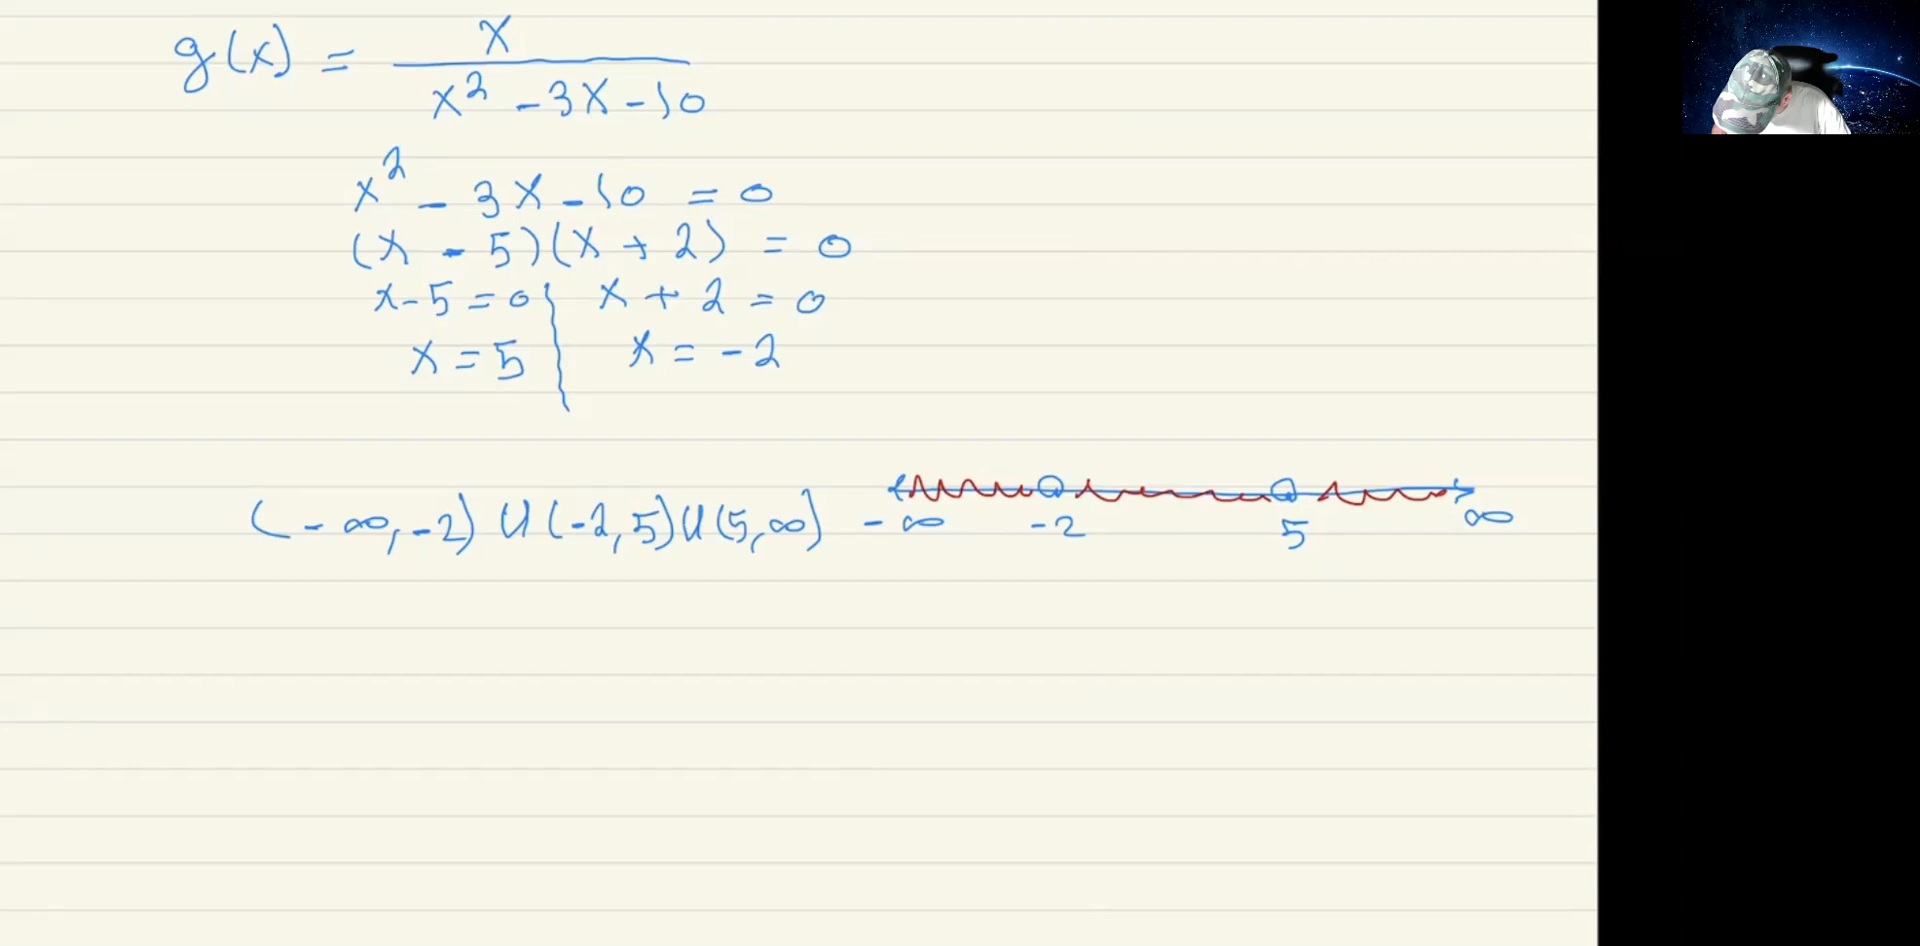 g(x) = x / (x² - 3x - 10)
x² - 3x - 10 = 0
(x - 5)(x + 2) = 0
x - 5 = 0 | x + 2 = 0
x = 5 | x = -2
(-∞, -2) U (-2, 5) U (5, ∞)
-∞ -2 5 ∞